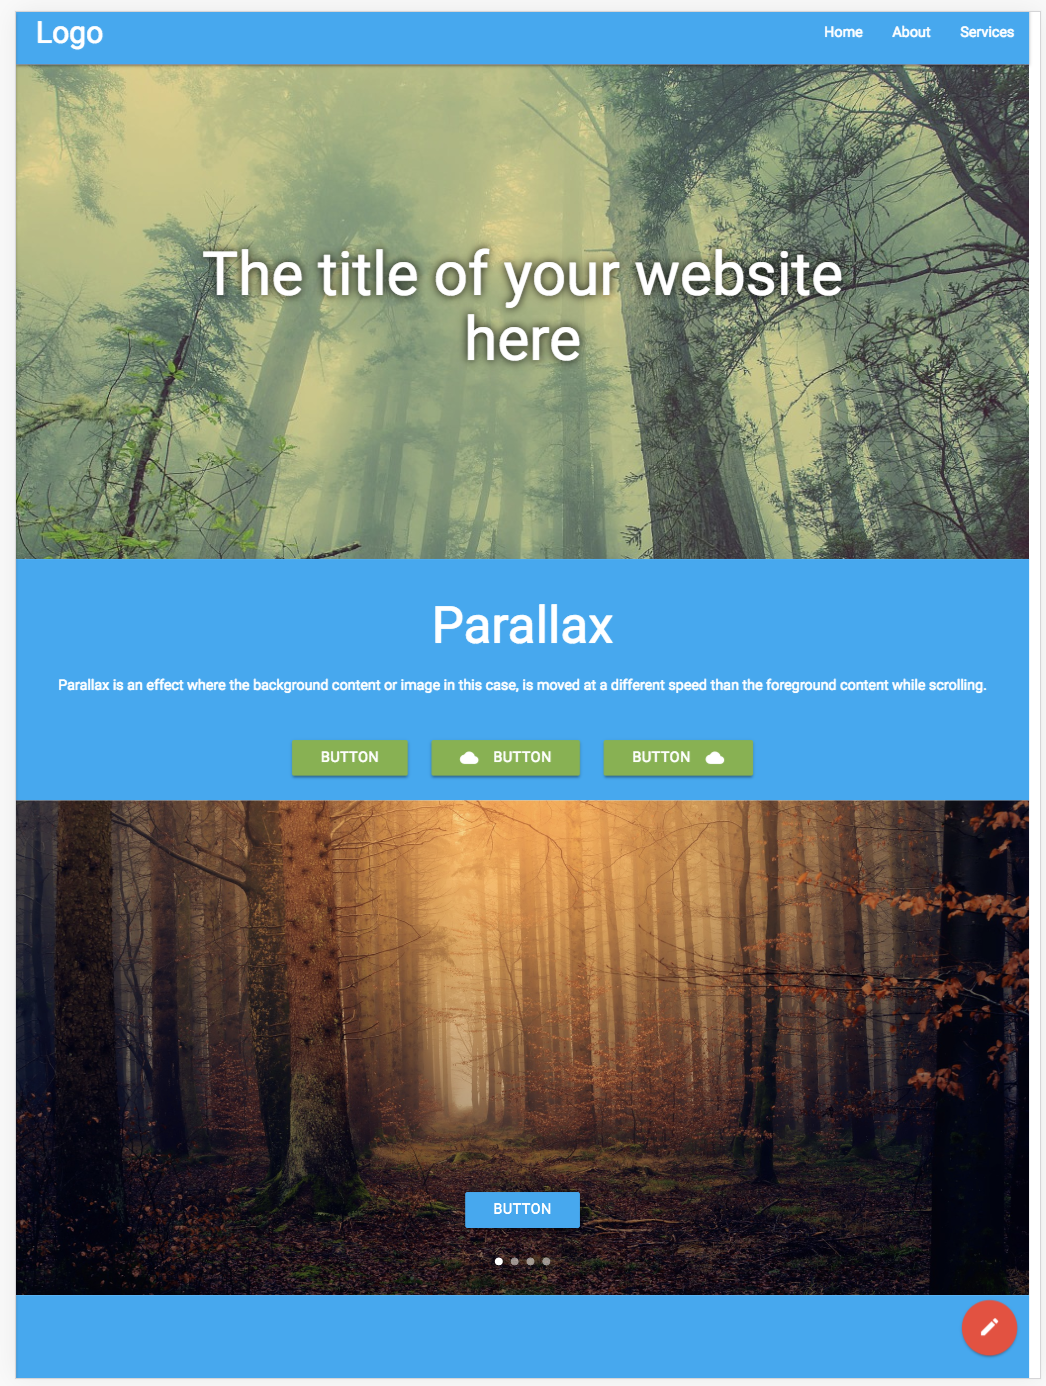 Logo
Home About Services
The title of your website
here
Parallax
Parallax is an effect where the background content or image in this case, is moved at a different speed than the foreground content while scrolling.
BUTTON BUTTON BUTTON
BUTTON